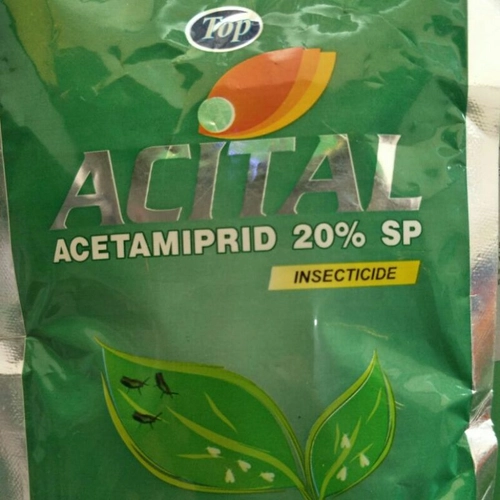 Top
ACITAL
ACETAMIPRID 20% SP
INSECTICIDE